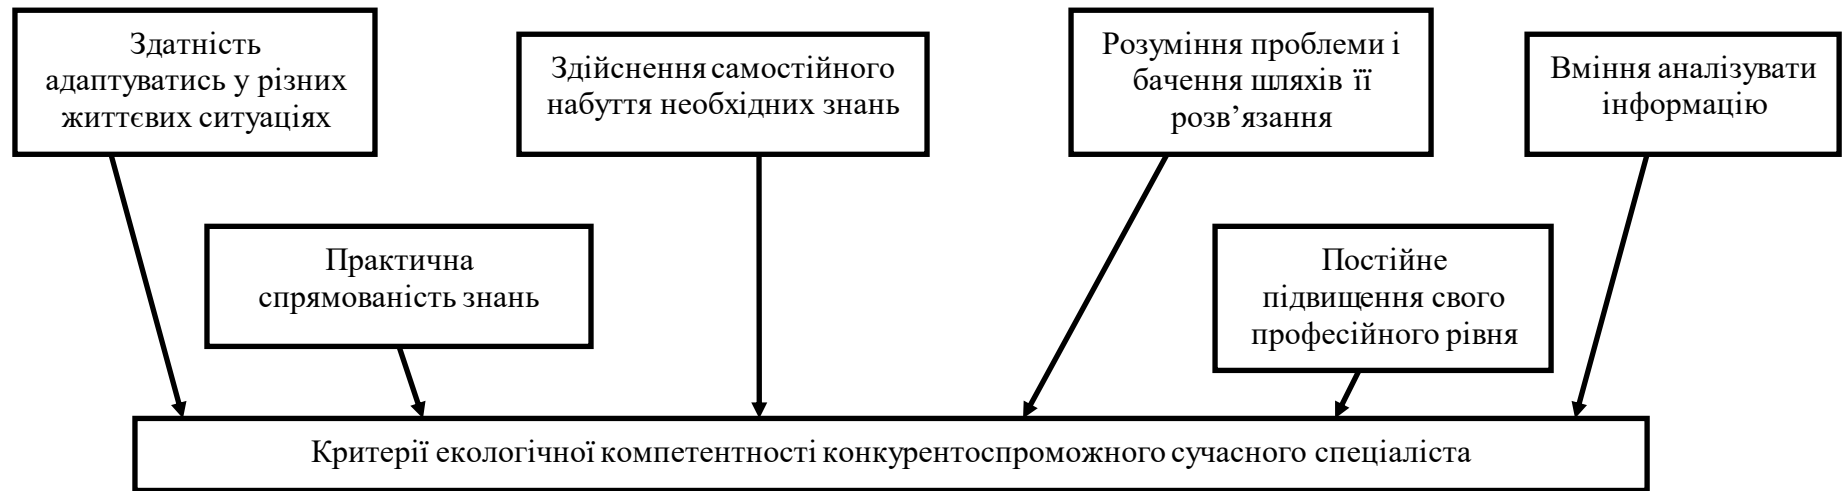 Здатність
адаптуватись у різних
життєвих ситуаціях
Здійснення самостійного
набуття необхідних знань
Розуміння проблеми і
бачення шляхів її
розв’язання
Вміння аналізувати
інформацію
Практична
спрямованість знань
Постійне
підвищення свого
професійного рівня
Критерії екологічної компетентності конкурентоспроможного сучасного спеціаліста